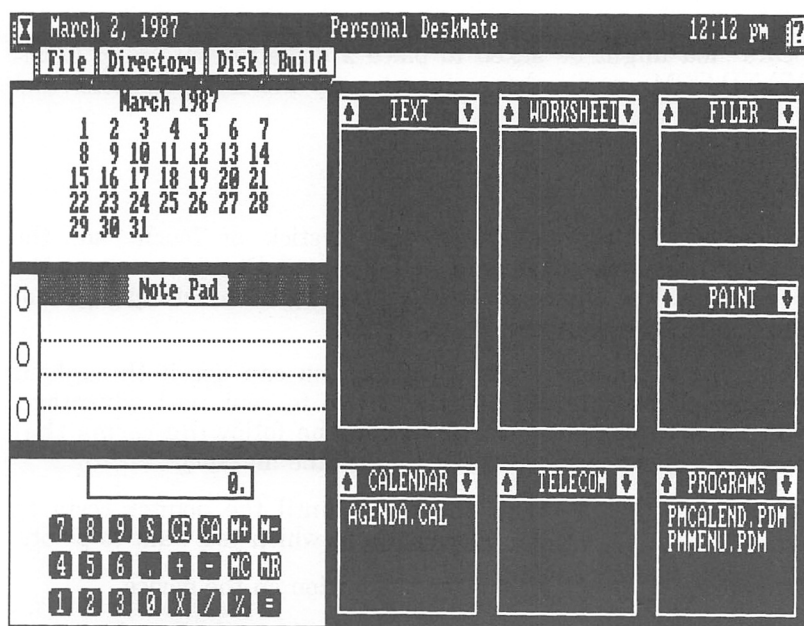 March 2, 1987 Personal DeskMate 12:12 pm ?
File Directory Disk Build
March 1987
1 2 3 4 5 6 7
8 9 10 11 12 13 14
15 16 17 18 19 20 21
22 23 24 25 26 27 28
29 30 31
Note Pad
0.
7 8 9 S CE CA M+ M-
4 5 6 . + - MC MR
1 2 3 0 X / % =
TEXT
WORKSHEET
FILER
PAINT
CALENDAR
AGENDA.CAL
TELECOM
PROGRAMS
PMCALEND.PDM
PMMENU.PDM